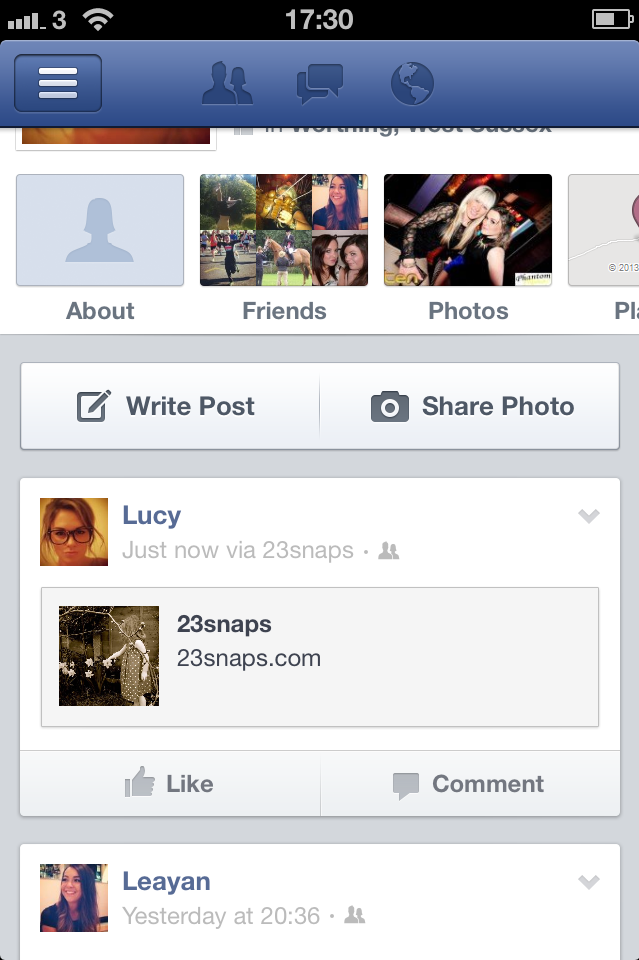 3 17:30
in Worthing, West Sussex
© 2013
About Friends Photos Pla
Write Post Share Photo
Lucy
Just now via 23snaps ·
23snaps
23snaps.com
Like Comment
Leayan
Yesterday at 20:36 ·